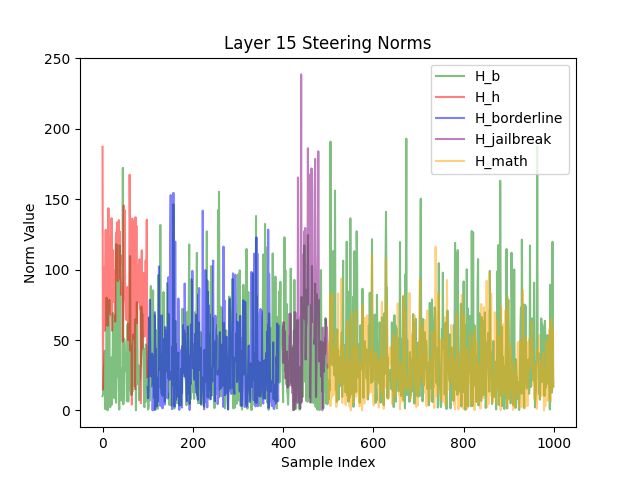 Layer 15 Steering Norms
250
200
150
100
50
0
Norm Value
H_b
H_h
H_borderline
H_jailbreak
H_math
0
200
400
600
800
1000
Sample Index